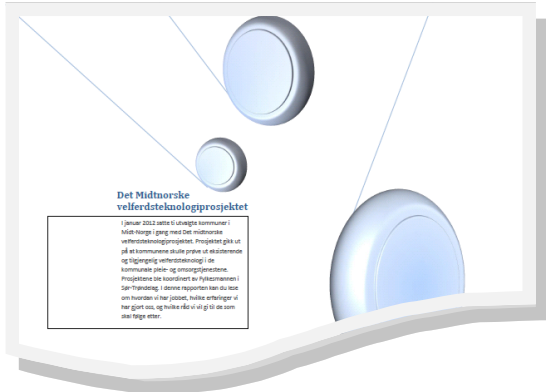 Det Midtnorske
velferdsteknologiprosjektet
I januar 2012 satte ti utvalgte kommuner i
Midt-Norge i gang med Det midtnorske
velferdsteknologiprosjektet. Prosjektet gikk ut
på at kommunene skulle prøve ut eksisterende
og tilgjengelig velferdsteknologi i de
kommunale pleie- og omsorgstjenestene.
Prosjektene ble koordinert av Fylkesmannen i
Sør-Trøndelag. I denne rapporten kan du lese
om hvordan vi har jobbet, hvilke erfaringer vi
har gjort oss, og hvilke råd vi vil gi til de som
skal følge etter.